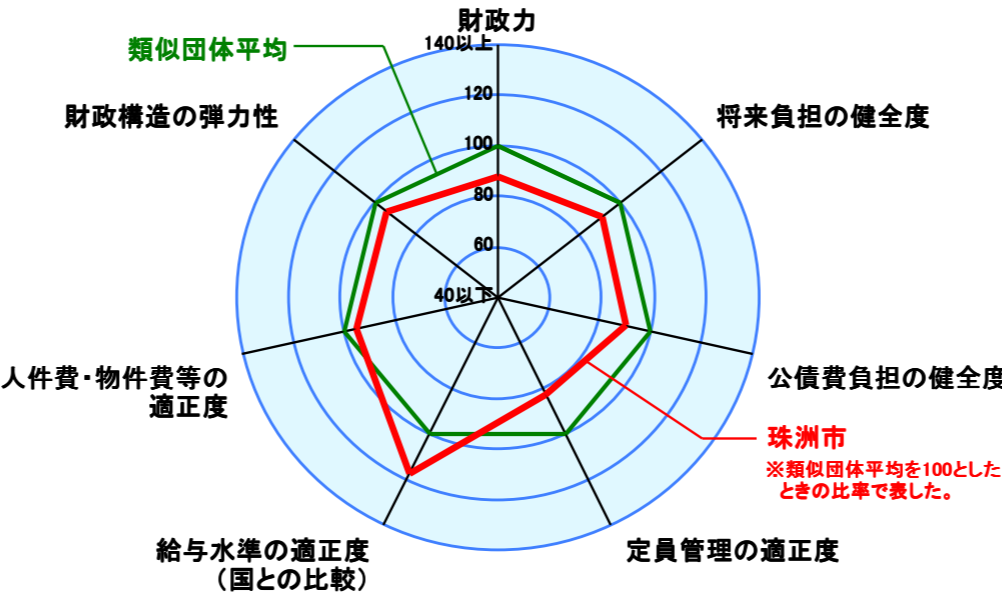 財政力
140以上
類似団体平均
120
財政構造の弾力性
将来負担の健全度
100
80
60
40以下
人件費・物件費等の
適正度
公債費負担の健全度
珠洲市
※類似団体平均を100とした
ときの比率で表した。
給与水準の適正度
（国との比較）
定員管理の適正度